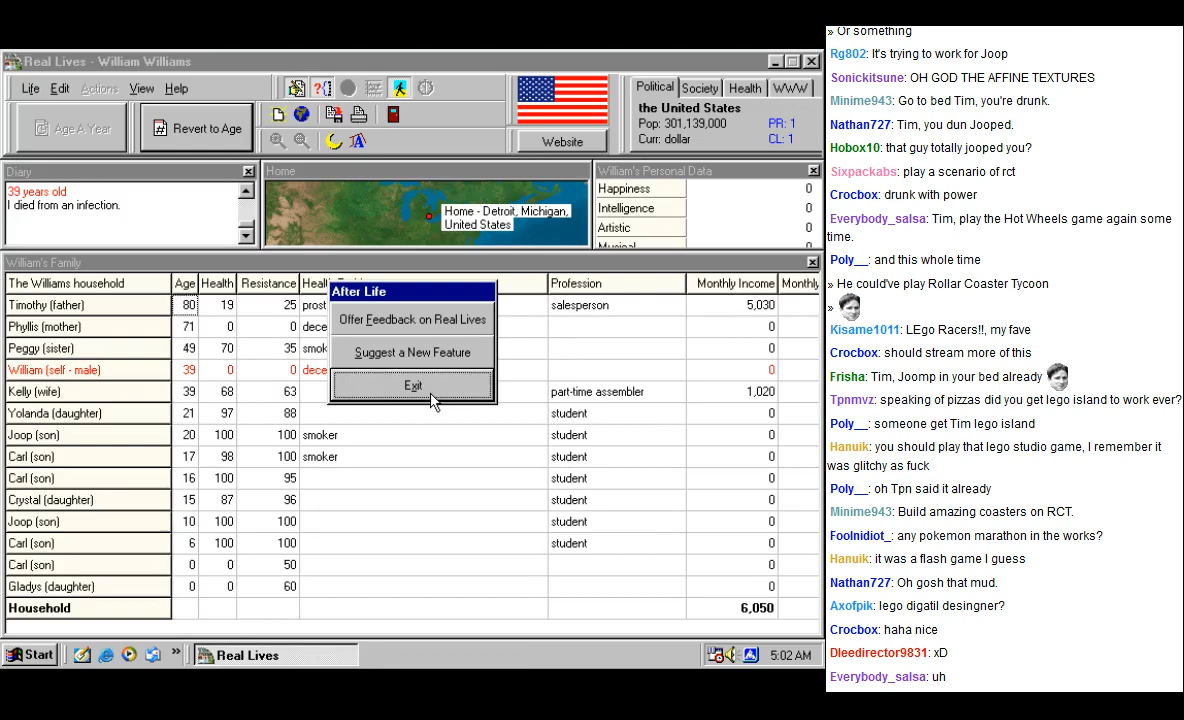 Real Lives - William Williams
Life Edit Actions View Help
Age A Year
Revert to Age
Website
Political Society Health WWW
the United States
Pop: 301,139,000 PR: 1
Curr: dollar CL: 1
Diary
39 years old
I died from an infection.
Home
Home - Detroit, Michigan,
United States
William's Personal Data
Happiness 0
Intelligence 0
Artistic 0
Musical
William's Family
The Williams household Age Health Resistance Profession Monthly Income Monthly
Timothy (father) 80 19 25 prost salesperson 5,030
Phyllis (mother) 71 0 0 dece 0
Peggy (sister) 49 70 35 smok 0
William (self - male) 39 0 0 dece 0
Kelly (wife) 39 68 63 part-time assembler 1,020
Yolanda (daughter) 21 97 88 student 0
Joop (son) 20 100 100 smoker student 0
Carl (son) 17 98 100 smoker student 0
Carl (son) 16 100 95 student 0
Crystal (daughter) 15 87 96 student 0
Joop (son) 10 100 100 student 0
Carl (son) 6 100 100 student 0
Carl (son) 0 0 50 0
Gladys (daughter) 0 0 60 0
Household 6,050
After Life
Offer Feedback on Real Lives
Suggest a New Feature
Exit
Start
»
Real Lives
5:02 AM
» Or something
Rg802: It's trying to work for Joop
Sonickitsune: OH GOD THE AFFINE TEXTURES
Minime943: Go to bed Tim, you're drunk.
Nathan727: Tim, you dun Jooped.
Hobox10: that guy totally jooped you?
Sixpackabs: play a scenario of rct
Crocbox: drunk with power
Everybody_salsa: Tim, play the Hot Wheels game again some
time.
Poly__: and this whole time
» He could've play Rollar Coaster Tycoon
»
Kisame1011: LEgo Racers!!, my fave
Crocbox: should stream more of this
Frisha: Tim, Joomp in your bed already
Tpnmvz: speaking of pizzas did you get lego island to work ever?
Poly__: someone get Tim lego island
Hanuik: you should play that lego studio game, I remember it
was glitchy as fuck
Poly__: oh Tpn said it already
Minime943: Build amazing coasters on RCT.
Foolnidiot_: any pokemon marathon in the works?
Hanuik: it was a flash game I guess
Nathan727: Oh gosh that mud.
Axofpik: lego digatil desingner?
Crocbox: haha nice
Dleedirector9831: xD
Everybody_salsa: uh